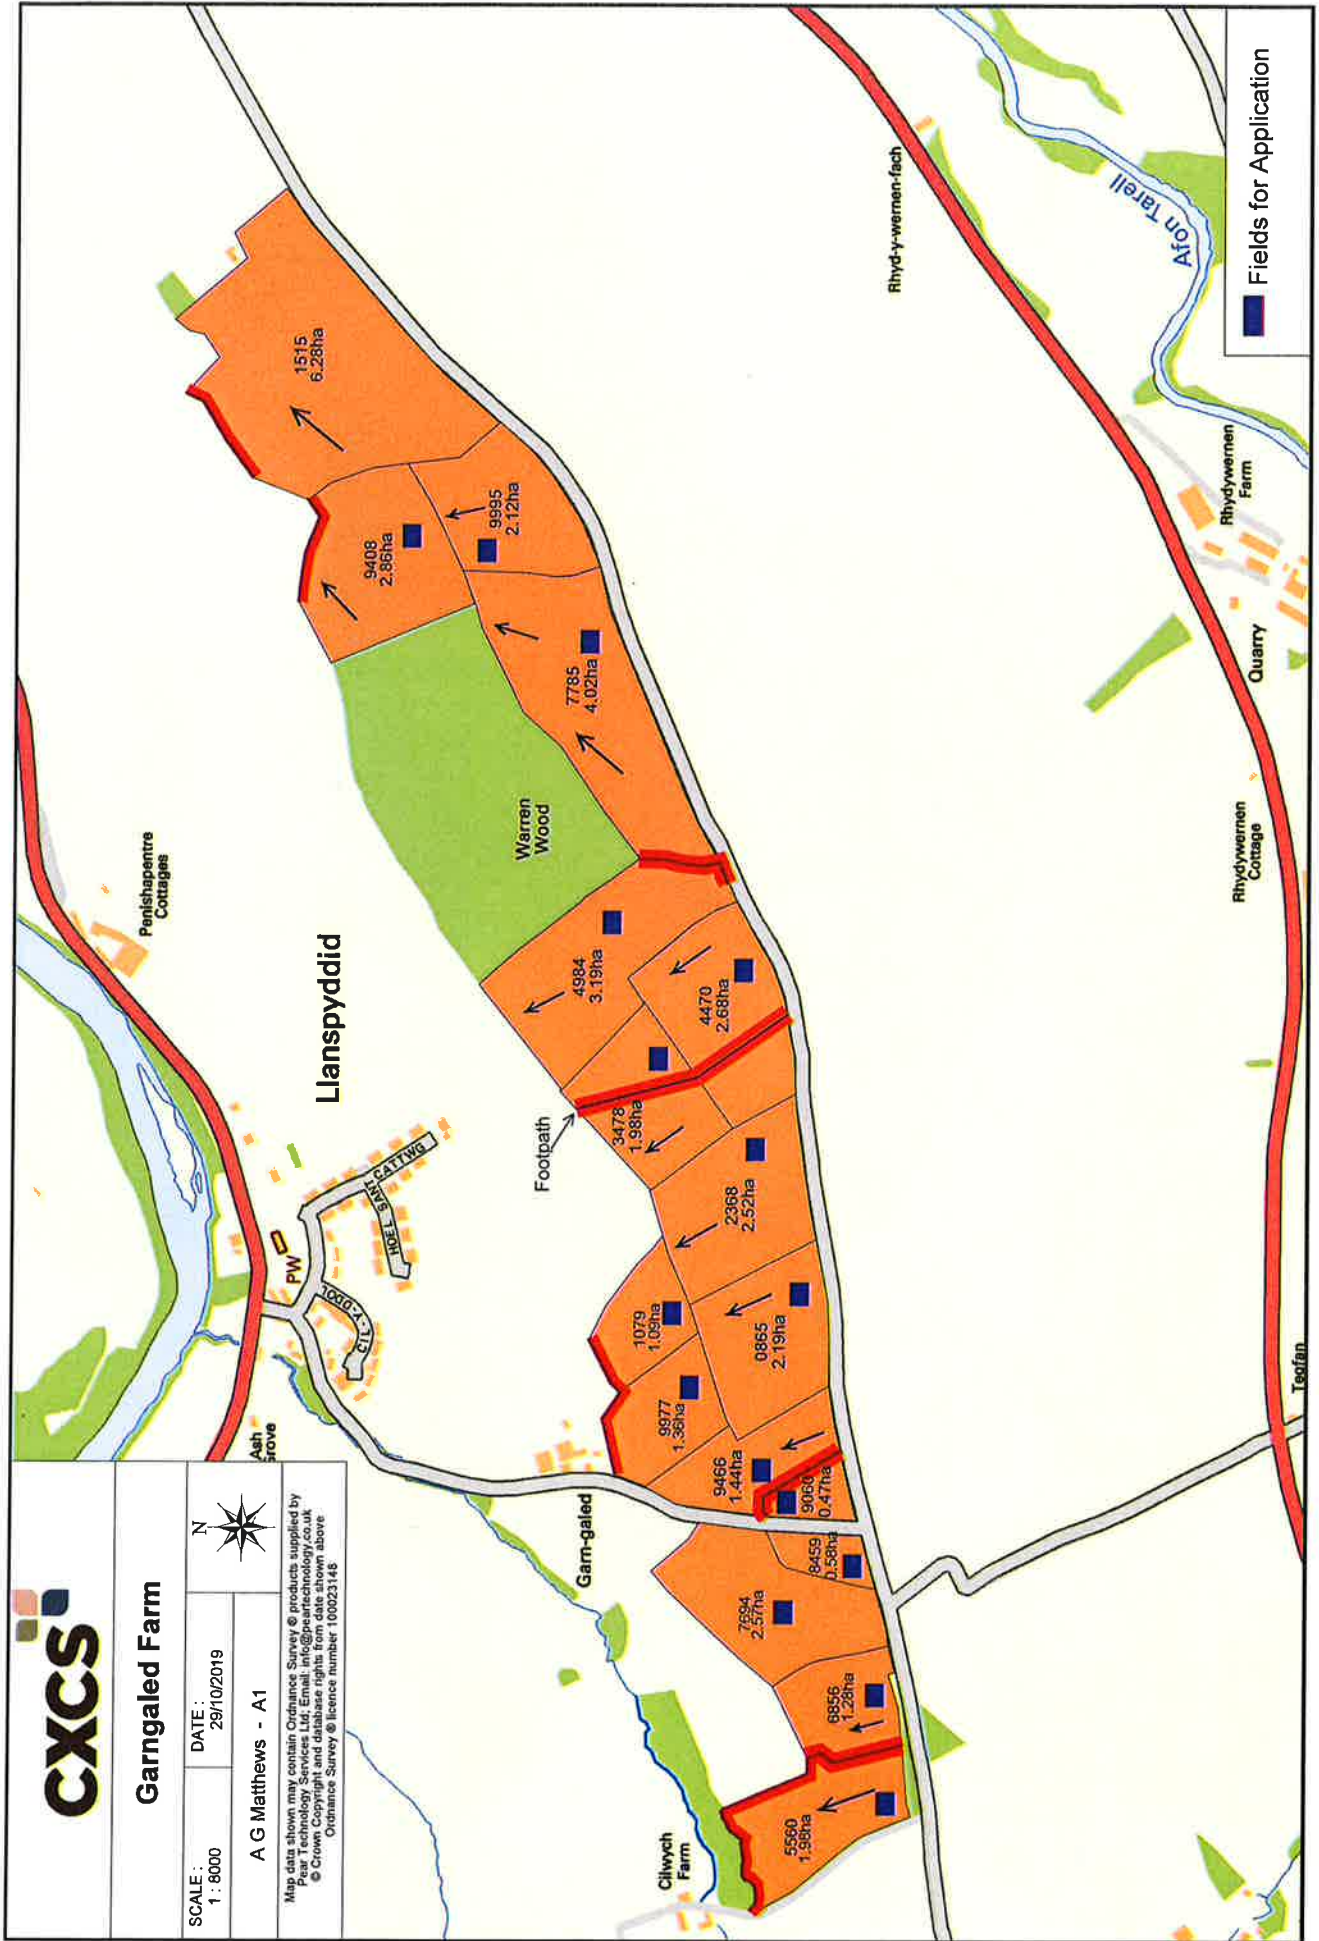 CXCS
Garngaled Farm
SCALE :
1 : 8000
DATE :
29/10/2019
N
A G Matthews - A1
Map data shown may contain Ordnance Survey ® products supplied by
Pear Technology Services Ltd; Email: info@peartechnology.co.uk
© Crown Copyright and database rights from date shown above
Ordnance Survey ® licence number 100023148
Penishapentre
Cottages
Llanspyddid
PW
HOEL SANT CATTWG
CIL-Y-DDOL
Ash
Grove
Garn-galed
Cilwych
Farm
Footpath
Warren
Wood
1515
6.28ha
9408
2.86ha
9995
2.12ha
7785
4.02ha
4984
3.19ha
4470
2.68ha
3478
1.98ha
2368
2.52ha
1079
1.09ha
0865
2.19ha
9977
1.36ha
9466
1.44ha
9060
0.47ha
8459
0.58ha
7694
2.57ha
6856
1.28ha
5560
1.98ha
Rhyd-y-wernen-fach
Afon Tarell
Rhydywernen
Farm
Quarry
Rhydywernen
Cottage
Tegfan
Fields for Application